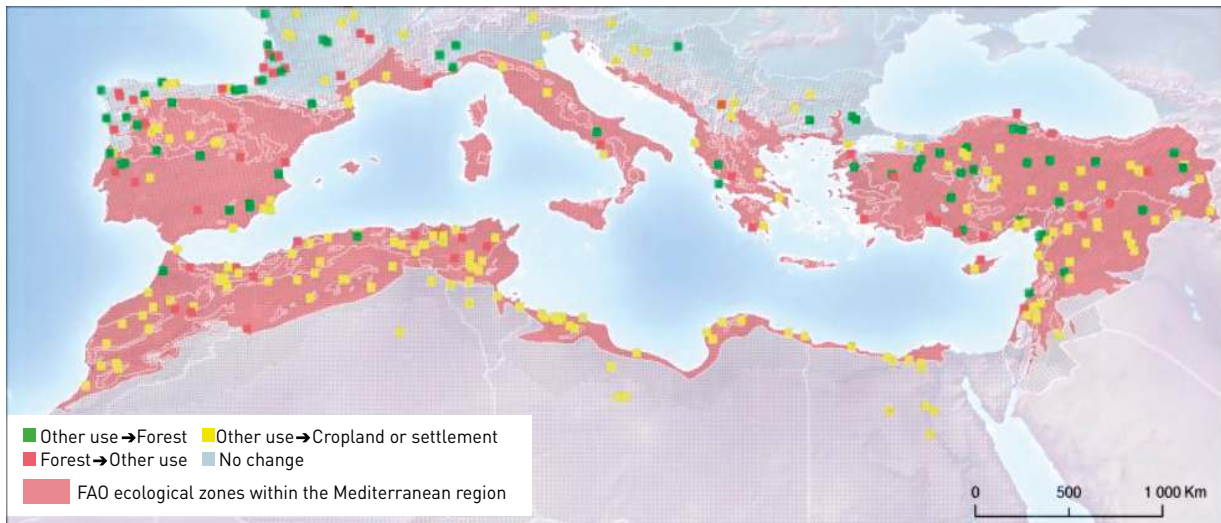 Other use→Forest
Other use→Cropland or settlement
Forest→Other use
No change
FAO ecological zones within the Mediterranean region
0 500 1 000 Km